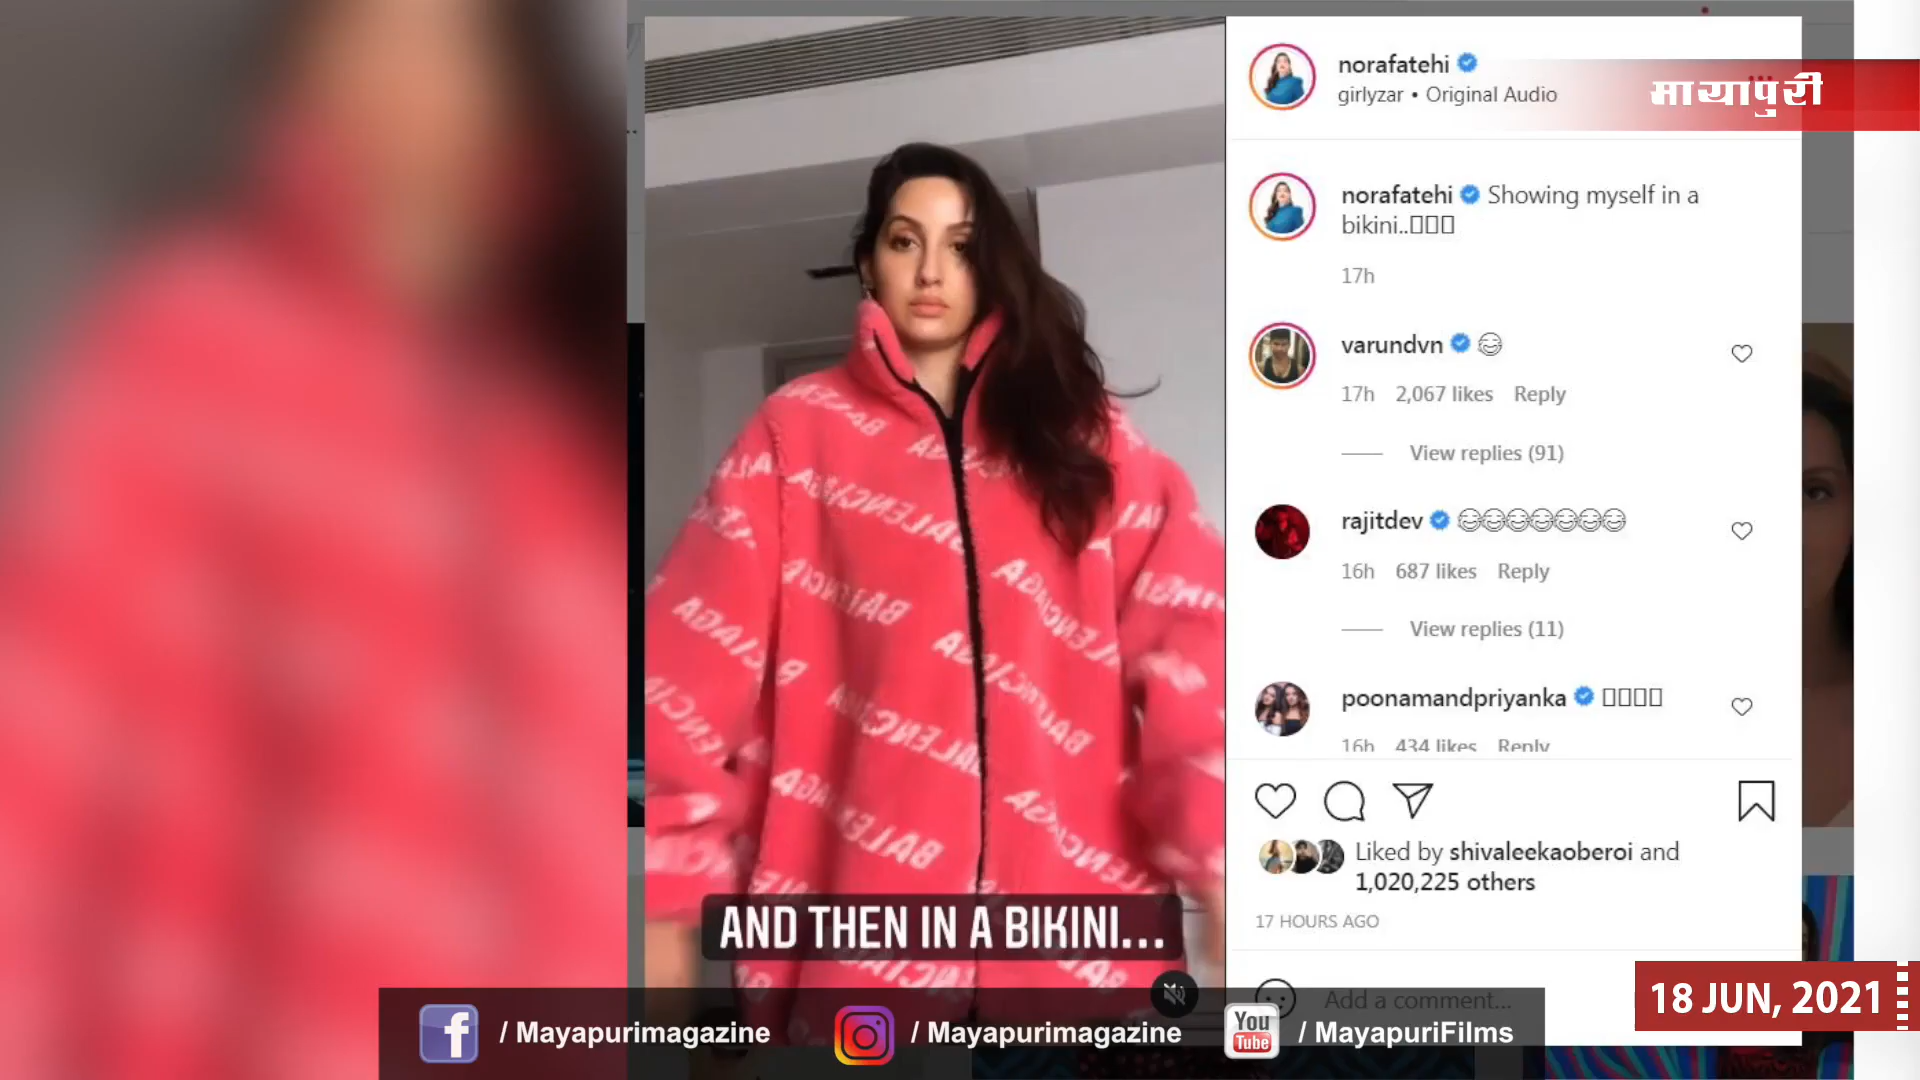 norafatehi
girlyzar • Original Audio
मायापुरी
norafatehi Showing myself in a
bikini..
17h
varundvn 😂
17h 2,067 likes Reply
View replies (91)
rajitdev 😂😂😂😂😂😂😂
16h 687 likes Reply
View replies (11)
poonamandpriyanka
16h 434 likes Reply
Liked by shivaleekaoberoi and
1,020,225 others
17 HOURS AGO
Add a comment...
BALENCIAGA
AND THEN IN A BIKINI...
18 JUN, 2021
/ Mayapurimagazine
/ Mayapurimagazine
You
Tube
/ MayapuriFilms